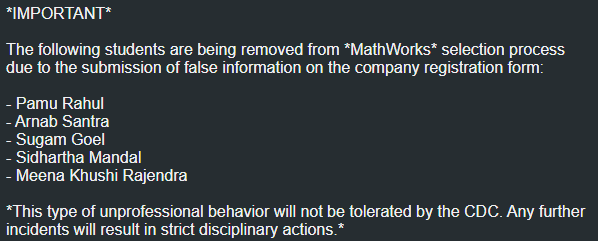 *IMPORTANT*
The following students are being removed from *MathWorks* selection process
due to the submission of false information on the company registration form:
- Pamu Rahul
- Arnab Santra
- Sugam Goel
- Sidhartha Mandal
- Meena Khushi Rajendra
*This type of unprofessional behavior will not be tolerated by the CDC. Any further
incidents will result in strict disciplinary actions.*